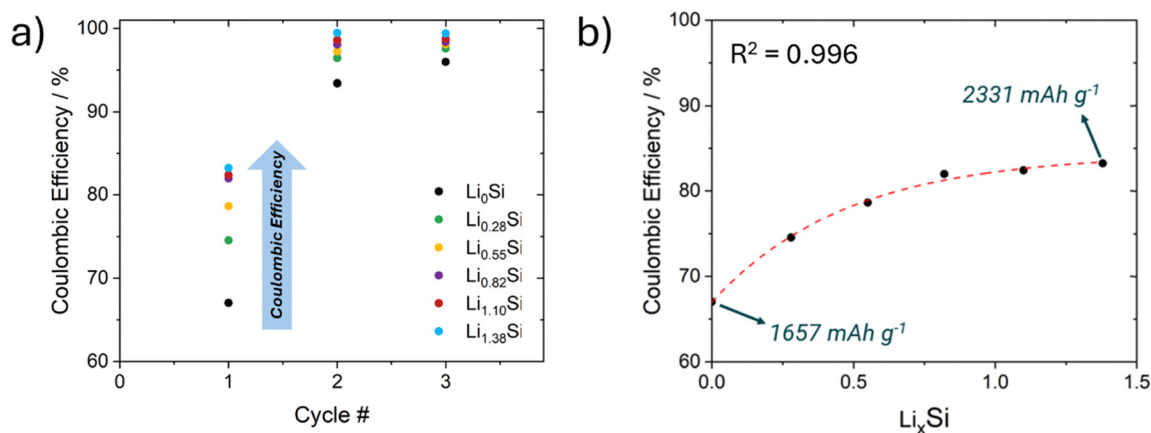 a)
Coulombic Efficiency / %
100
90
80
70
60
0
1
2
3
Cycle #
Coulombic Efficiency
Li₀Si
Li₀.₂₈Si
Li₀.₅₅Si
Li₀.₈₂Si
Li₁.₁₀Si
Li₁.₃₈Si
b)
Coulombic Efficiency / %
100
90
80
70
60
0.0
0.5
1.0
1.5
LiₓSi
R² = 0.996
2331 mAh g⁻¹
1657 mAh g⁻¹